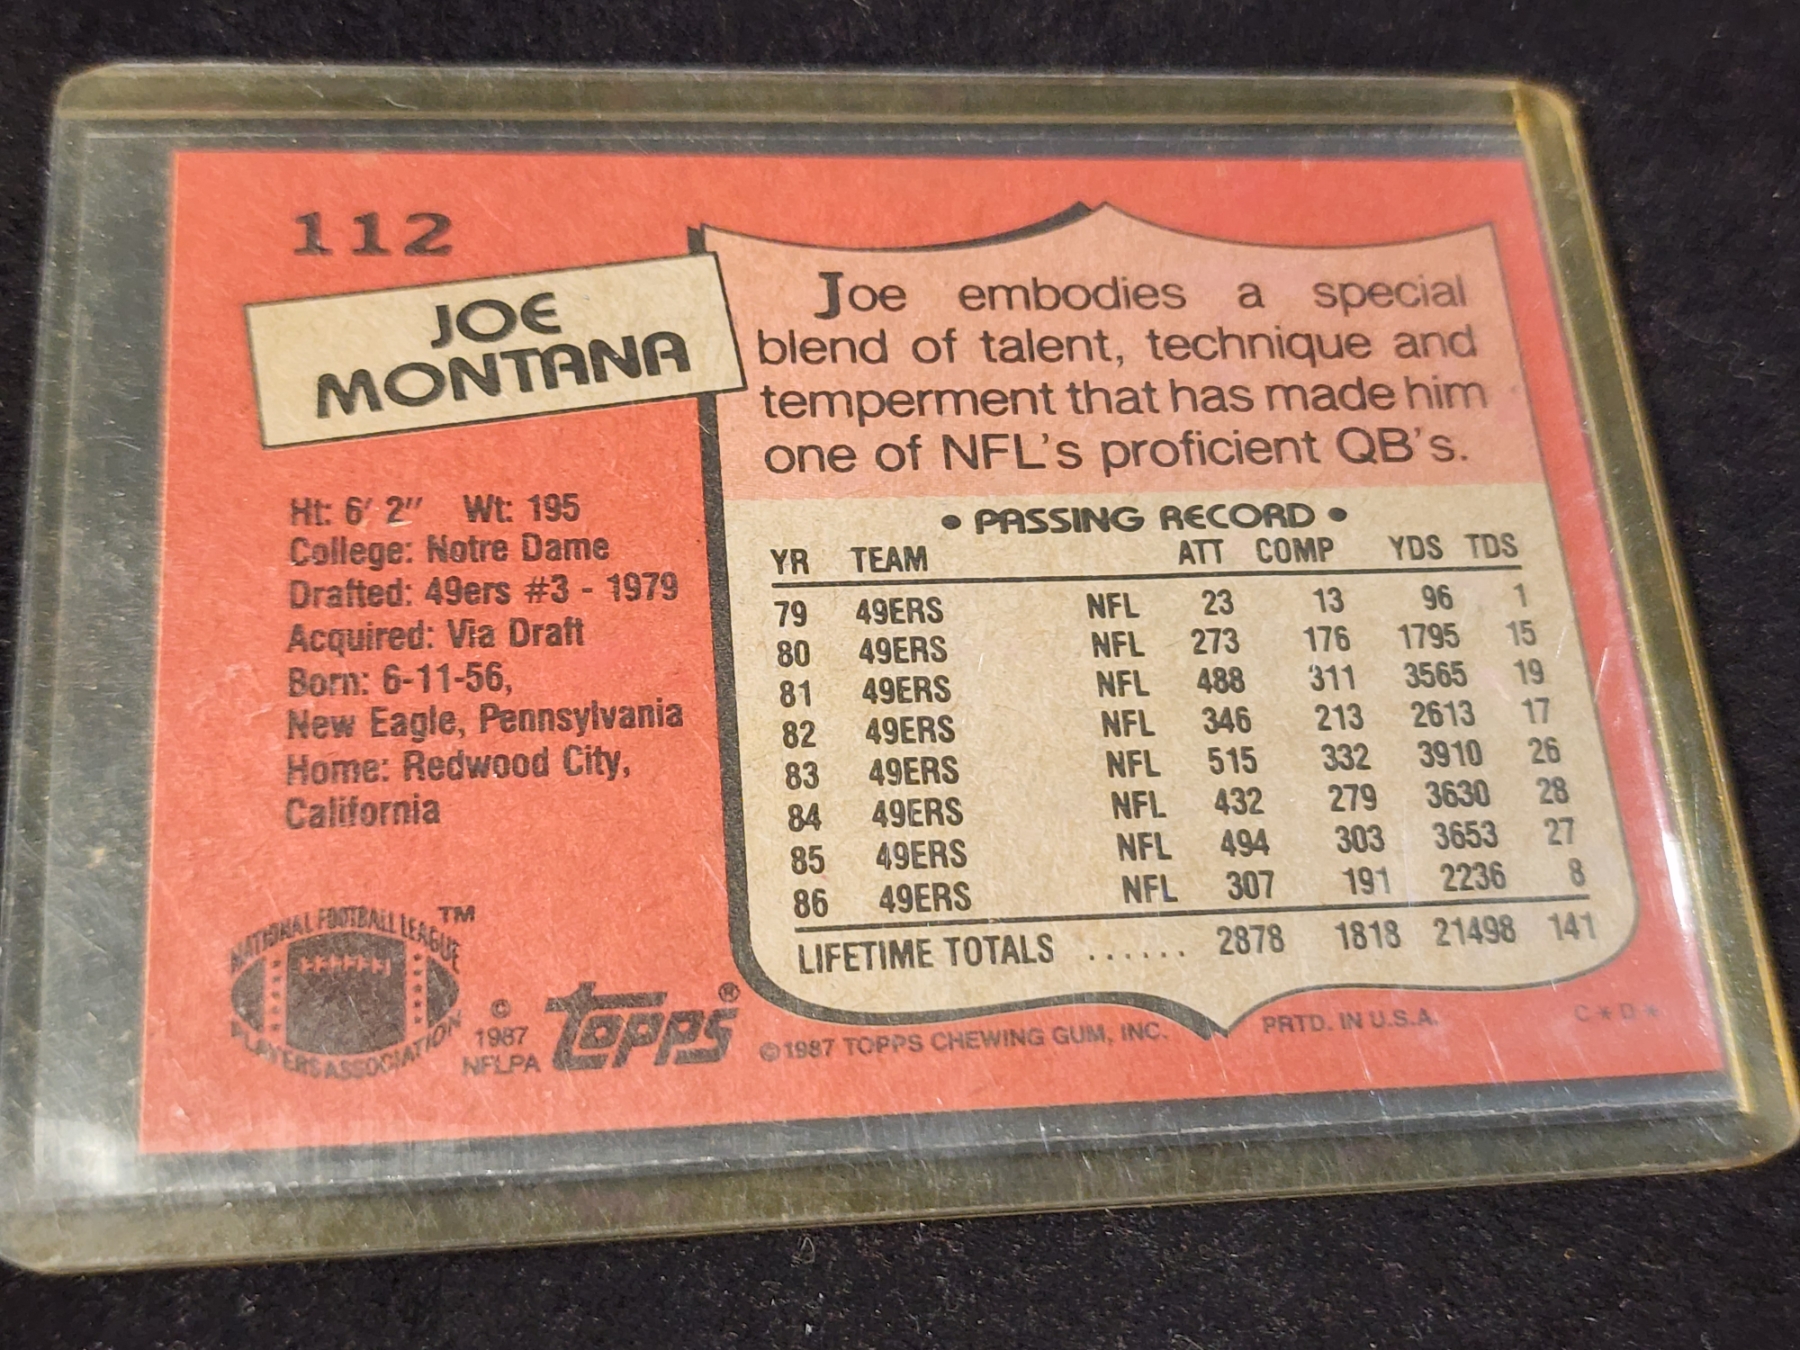 112
JOE
MONTANA
Ht: 6' 2" Wt: 195
College: Notre Dame
Drafted: 49ers #3 - 1979
Acquired: Via Draft
Born: 6-11-56,
New Eagle, Pennsylvania
Home: Redwood City,
California
NATIONAL FOOTBALL LEAGUE ™
PLAYERS ASSOCIATION
©
1987
NFLPA
topps®
Joe embodies a special
blend of talent, technique and
temperment that has made him
one of NFL's proficient QB's.
• PASSING RECORD •
YR TEAM ATT COMP YDS TDS
79 49ERS NFL 23 13 96 1
80 49ERS NFL 273 176 1795 15
81 49ERS NFL 488 311 3565 19
82 49ERS NFL 346 213 2613 17
83 49ERS NFL 515 332 3910 26
84 49ERS NFL 432 279 3630 28
85 49ERS NFL 494 303 3653 27
86 49ERS NFL 307 191 2236 8
LIFETIME TOTALS ...... 2878 1818 21498 141
©1987 TOPPS CHEWING GUM, INC. PRTD. IN U.S.A. C*D*